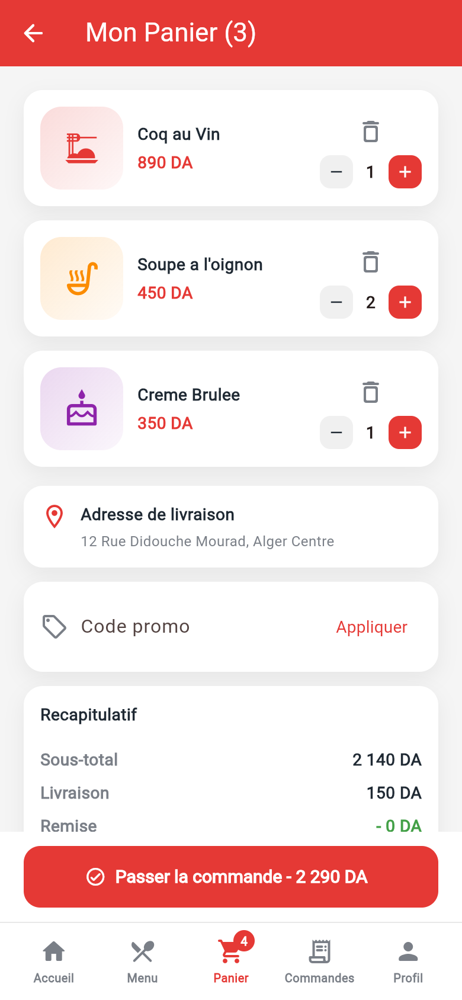 Mon Panier (3)
Coq au Vin
890 DA
1
Soupe a l'oignon
450 DA
2
Creme Brulee
350 DA
1
Adresse de livraison
12 Rue Didouche Mourad, Alger Centre
Code promo Appliquer
Recapitulatif
Sous-total 2 140 DA
Livraison 150 DA
Remise - 0 DA
Passer la commande - 2 290 DA
4
Accueil Menu Panier Commandes Profil